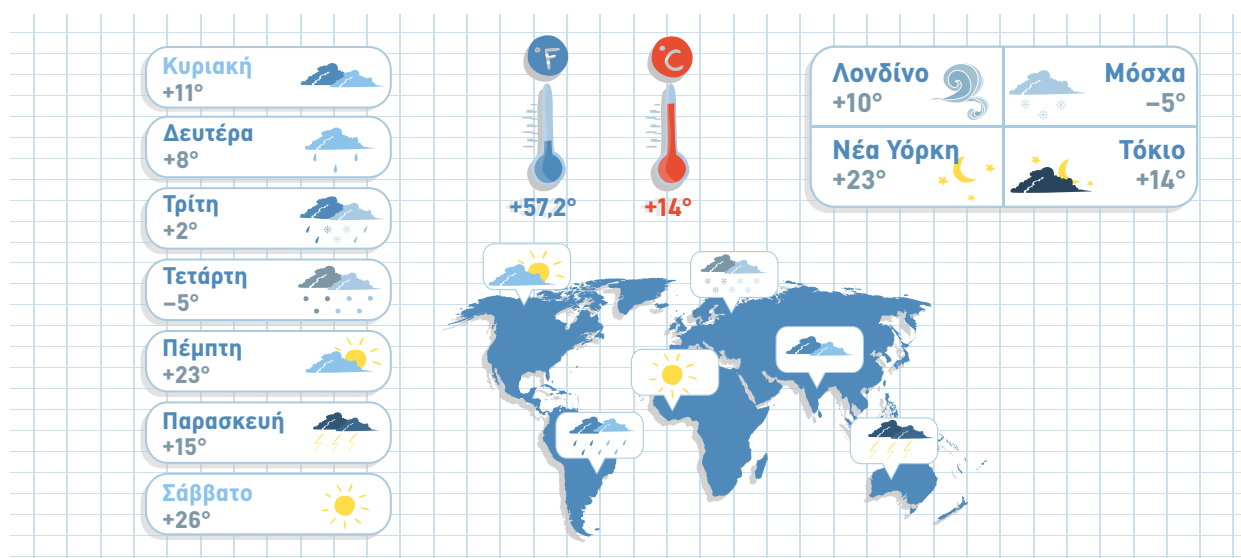 Κυριακή
+11°
Δευτέρα
+8°
Τρίτη
+2°
Τετάρτη
−5°
Πέμπτη
+23°
Παρασκευή
+15°
Σάββατο
+26°
°F
+57,2°
°C
+14°
Λονδίνο
+10°
Μόσχα
−5°
Νέα Υόρκη
+23°
Τόκιο
+14°